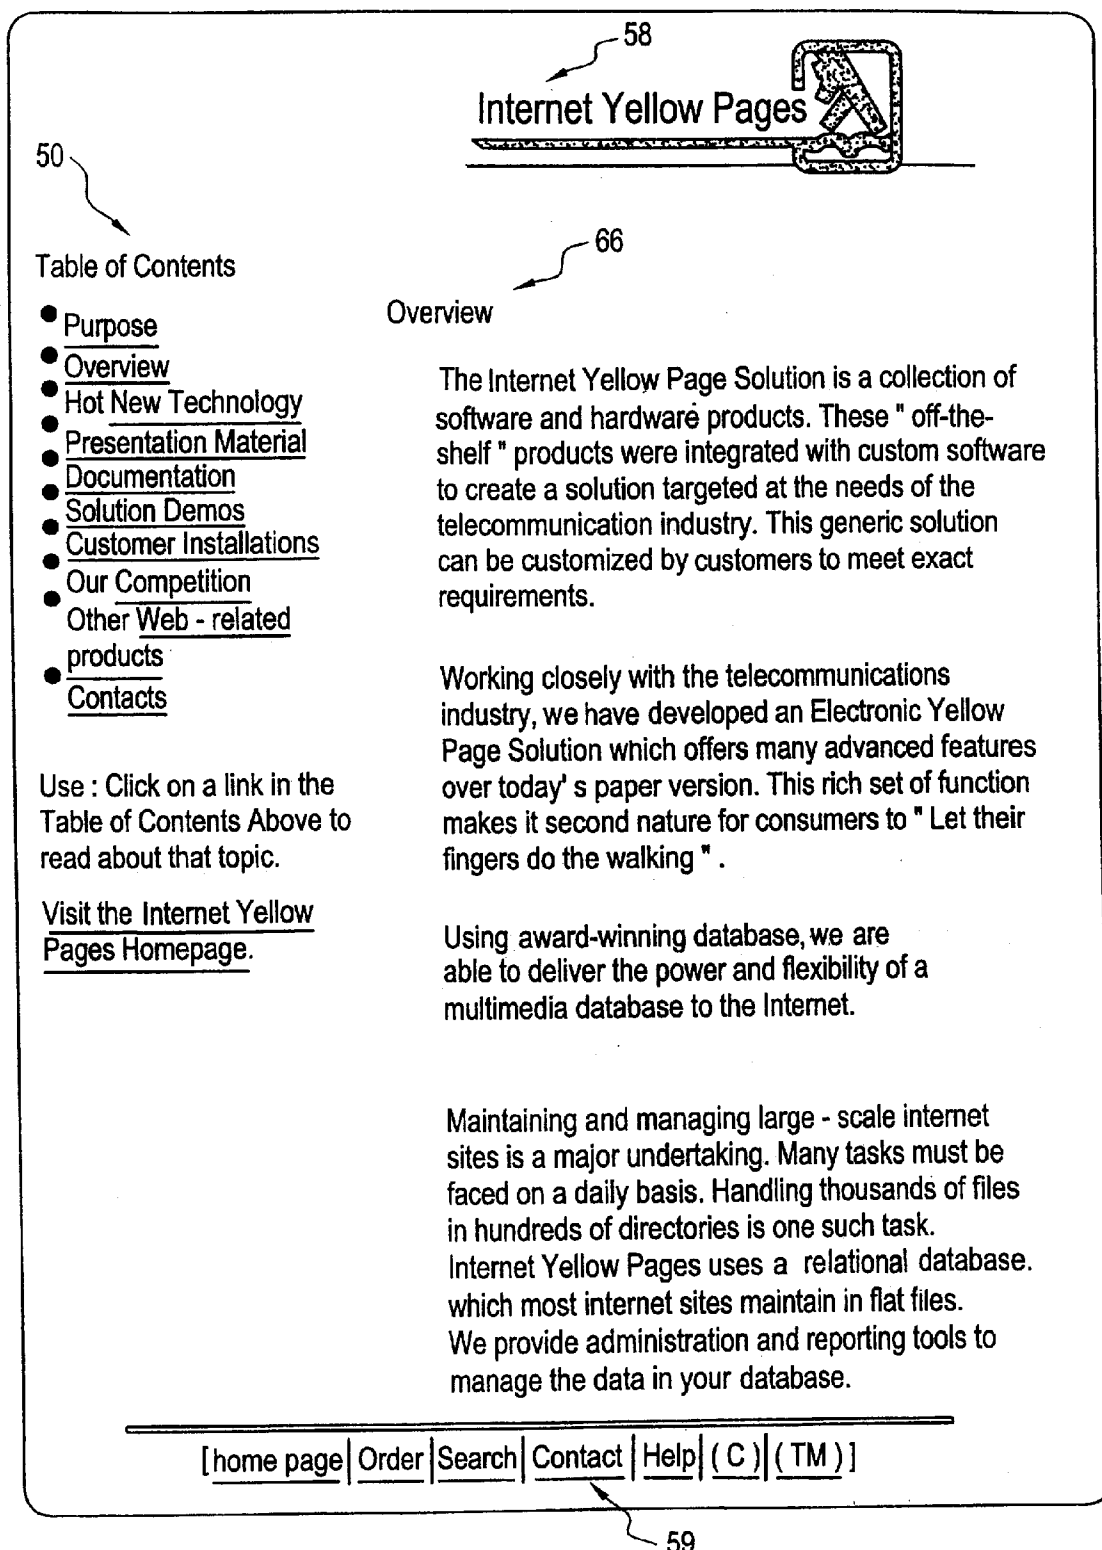 58
Internet Yellow Pages
50
Table of Contents
Purpose
Overview
Hot New Technology
Presentation Material
Documentation
Solution Demos
Customer Installations
Our Competition
Other Web - related
products
Contacts
Use : Click on a link in the
Table of Contents Above to
read about that topic.
Visit the Internet Yellow
Pages Homepage.
66
Overview
The Internet Yellow Page Solution is a collection of
software and hardware products. These " off-the-
shelf " products were integrated with custom software
to create a solution targeted at the needs of the
telecommunication industry. This generic solution
can be customized by customers to meet exact
requirements.
Working closely with the telecommunications
industry, we have developed an Electronic Yellow
Page Solution which offers many advanced features
over today' s paper version. This rich set of function
makes it second nature for consumers to " Let their
fingers do the walking " .
Using award-winning database, we are
able to deliver the power and flexibility of a
multimedia database to the Internet.
Maintaining and managing large - scale internet
sites is a major undertaking. Many tasks must be
faced on a daily basis. Handling thousands of files
in hundreds of directories is one such task.
Internet Yellow Pages uses a relational database.
which most internet sites maintain in flat files.
We provide administration and reporting tools to
manage the data in your database.
[ home page | Order | Search | Contact | Help | ( C ) | ( TM ) ]
59